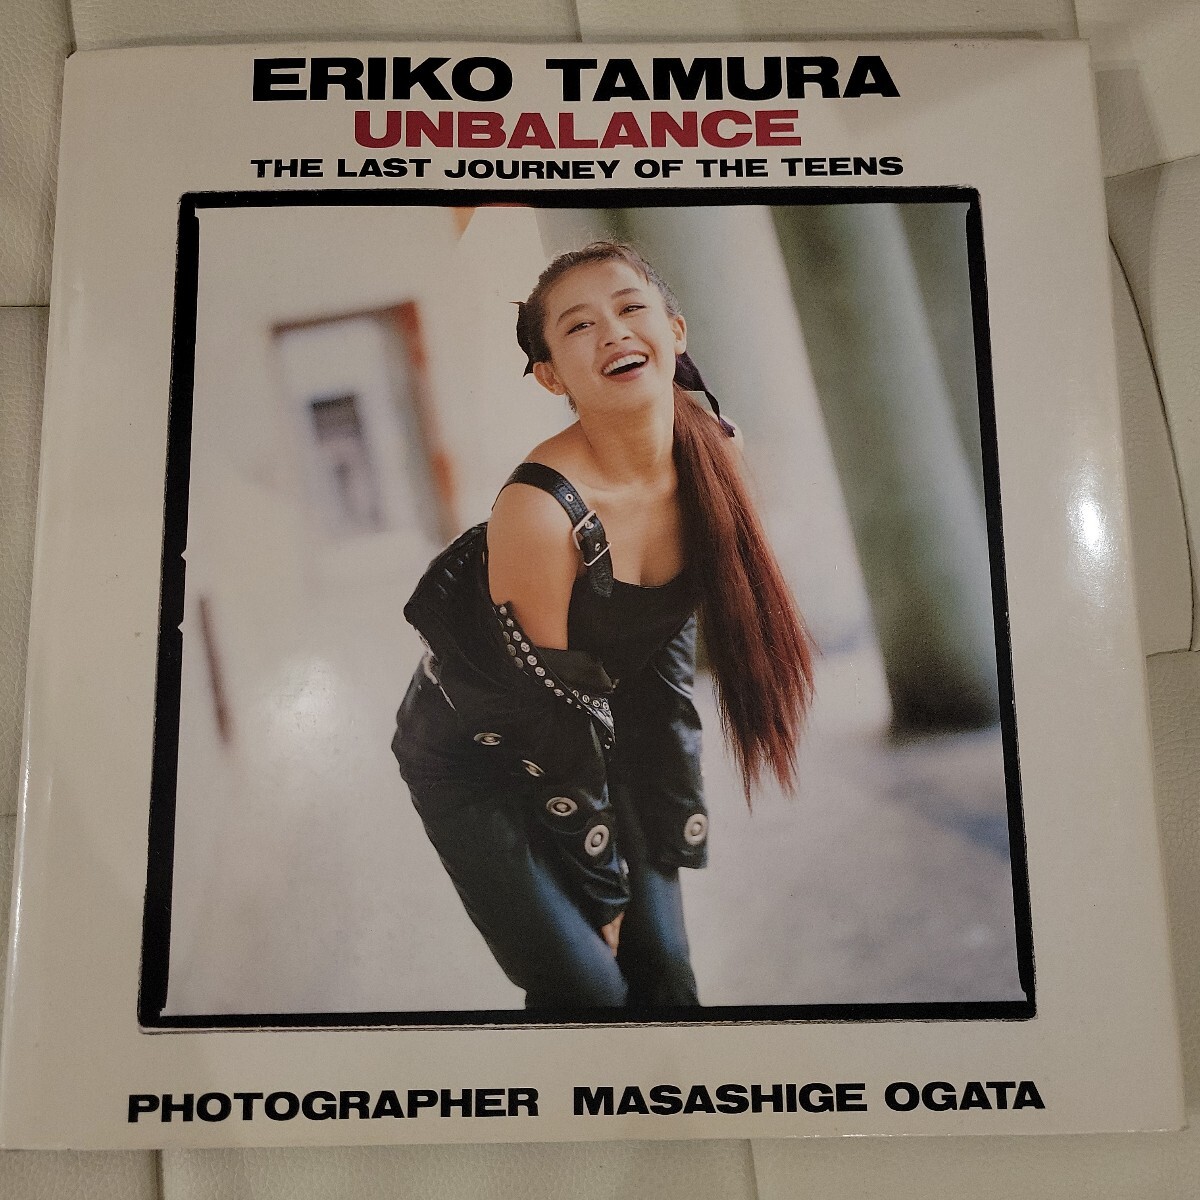 ERIKO TAMURA
UNBALANCE
THE LAST JOURNEY OF THE TEENS
PHOTOGRAPHER MASASHIGE OGATA